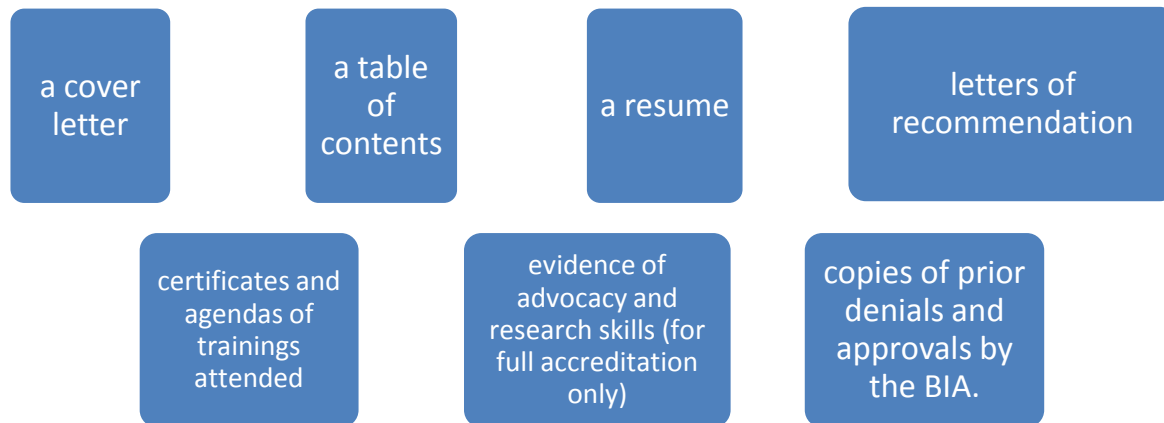 a cover
letter
a table
of
contents
a resume
letters of
recommendation
certificates and
agendas of
trainings
attended
evidence of
advocacy and
research skills (for
full accreditation
only)
copies of prior
denials and
approvals by
the BIA.